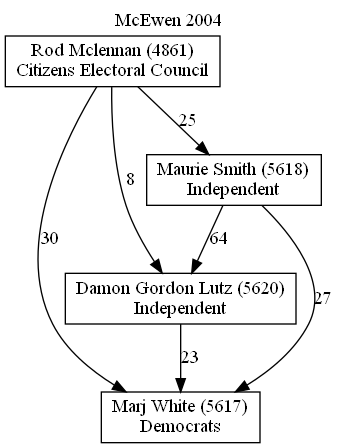 McEwen 2004
Rod Mclennan (4861)
Citizens Electoral Council
25
Maurie Smith (5618)
Independent
8
30
64
Damon Gordon Lutz (5620)
Independent
27
23
Marj White (5617)
Democrats